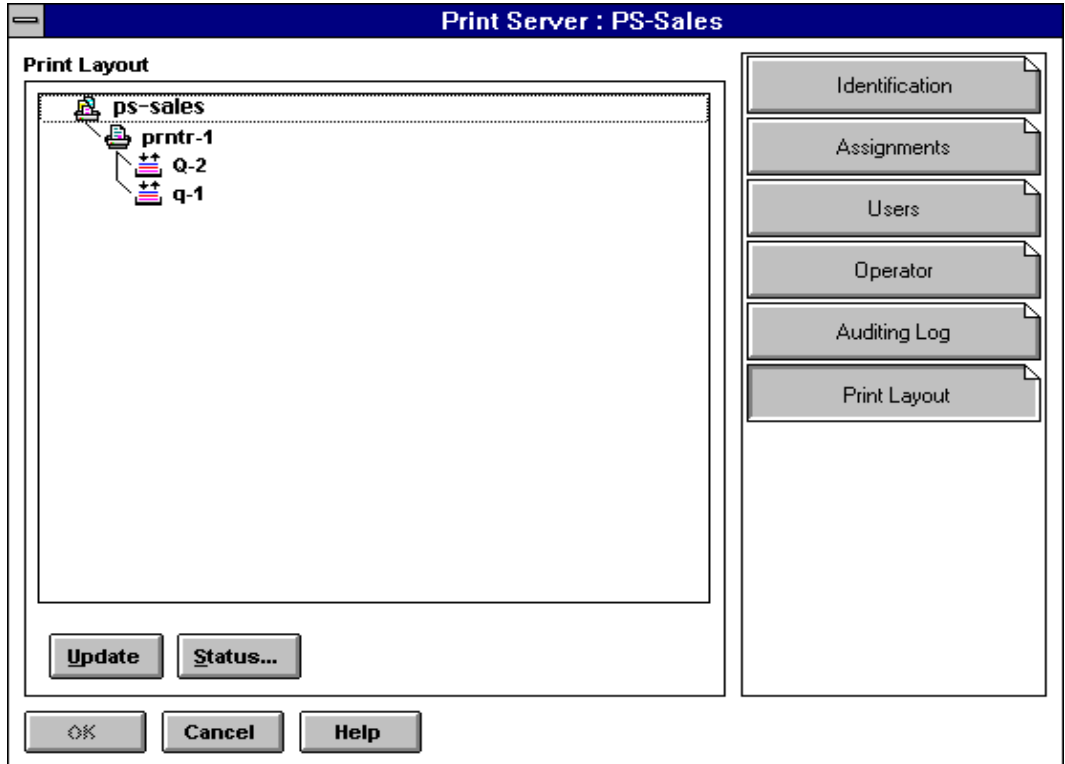 Print Server : PS-Sales
Print Layout
ps-sales
prntr-1
Q-2
q-1
Update
Status...
OK
Cancel
Help
Identification
Assignments
Users
Operator
Auditing Log
Print Layout